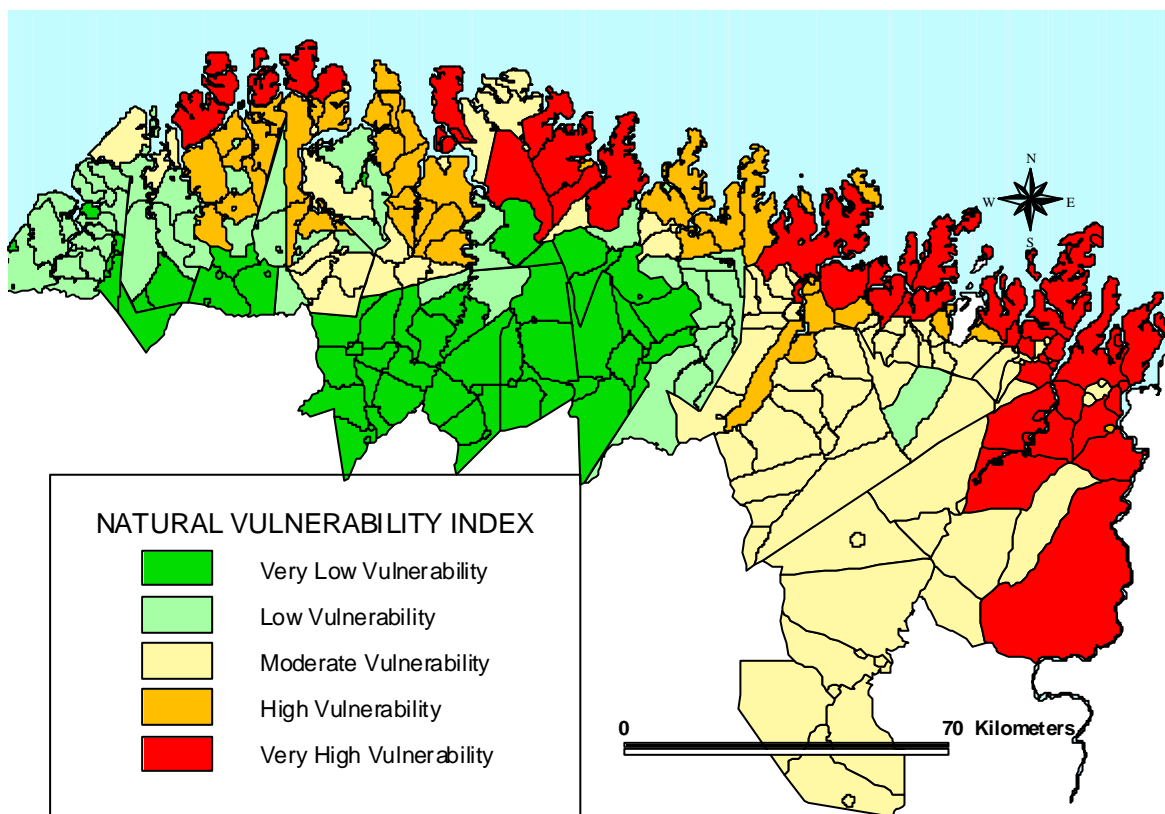 N
W E
S
NATURAL VULNERABILITY INDEX
Very Low Vulnerability
Low Vulnerability
Moderate Vulnerability
High Vulnerability
Very High Vulnerability
0 70 Kilometers